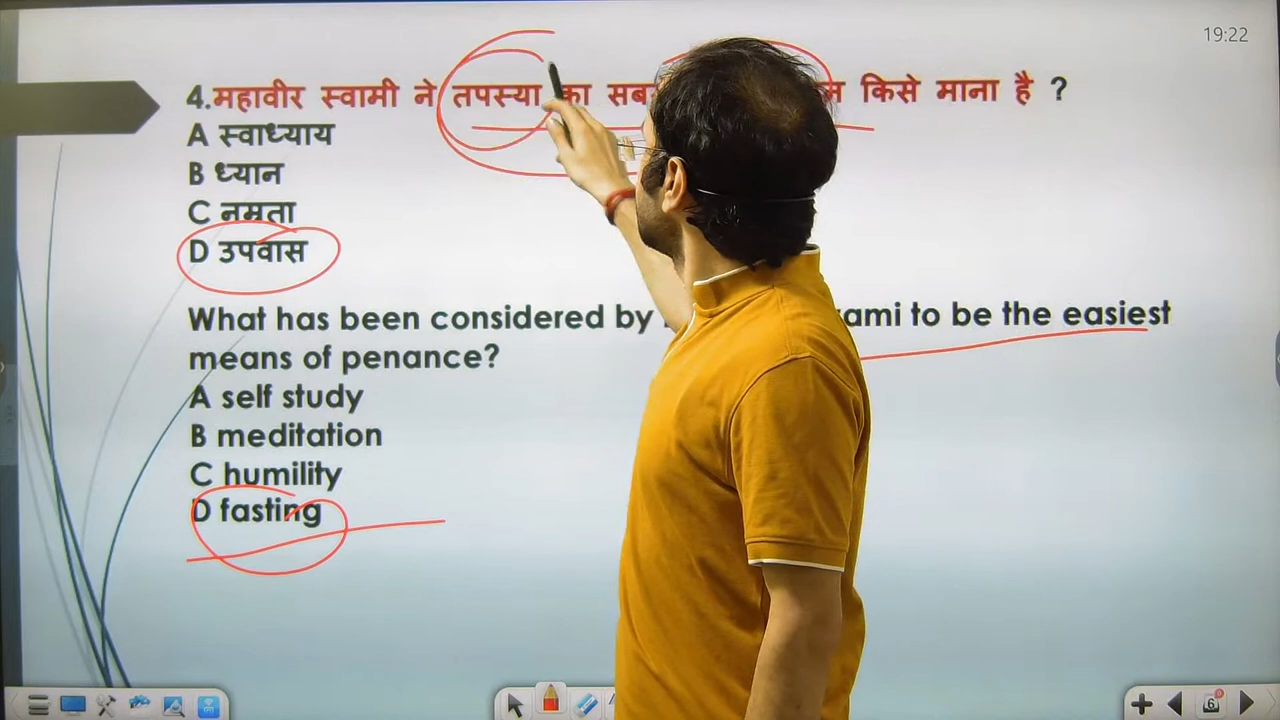 19:22
4.महावीर स्वामी ने तपस्या का सब म किसे माना है ?
A स्वाध्याय
B ध्यान
C नम्रता
D उपवास
What has been considered by ami to be the easiest
means of penance?
A self study
B meditation
C humility
D fasting
6